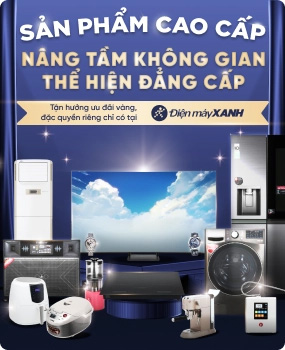 SẢN PHẨM CAO CẤP
NÂNG TẦM KHÔNG GIAN
THỂ HIỆN ĐẲNG CẤP
Tận hưởng ưu đãi vàng,
đặc quyền riêng chỉ có tại
Điện máy XANH